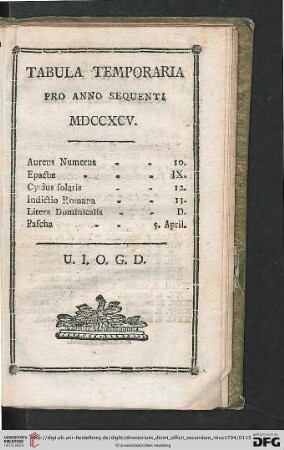 TABULA TEMPORARIA
PRO ANNO SEQUENTI
MDCCXCV.
Aureus Numerus - - 10.
Epactæ - - - IX.
Cyclus solaris - - 12.
Indictio Romana - - 13.
Litera Dominicalis - - D.
Pascha - - 5. April.
U. I. O. G. D.